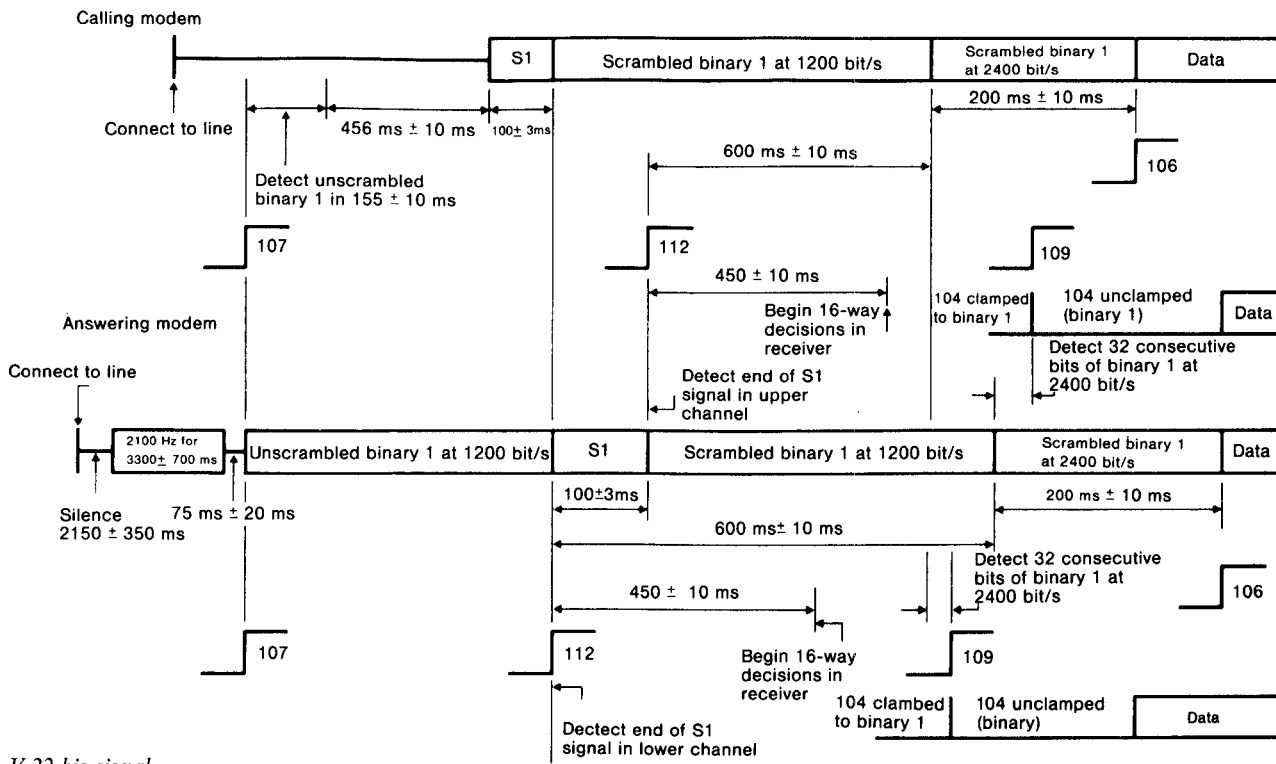 Calling modem
S1
Scrambled binary 1 at 1200 bit/s
Scrambled binary 1
at 2400 bit/s
Data
Connect to line
456 ms ± 10 ms
100± 3ms
200 ms ± 10 ms
600 ms ± 10 ms
Detect unscrambled
binary 1 in 155 ± 10 ms
106
107
112
109
450 ± 10 ms
Begin 16-way
decisions in
receiver
104 clamped
to binary 1
104 unclamped
(binary 1)
Data
Answering modem
Connect to line
Detect end of S1
signal in upper
channel
Detect 32 consecutive
bits of binary 1 at
2400 bit/s
2100 Hz for
3300± 700 ms
Unscrambled binary 1 at 1200 bit/s
S1
Scrambled binary 1 at 1200 bit/s
Scrambled binary 1
at 2400 bit/s
Data
Silence
2150 ± 350 ms
75 ms ± 20 ms
100±3ms
200 ms ± 10 ms
600 ms± 10 ms
Detect 32 consecutive
bits of binary 1 at
2400 bit/s
450 ± 10 ms
106
107
112
Begin 16-way
decisions in
receiver
109
104 clambed
to binary 1
104 unclamped
(binary)
Data
Dectect end of S1
signal in lower channel